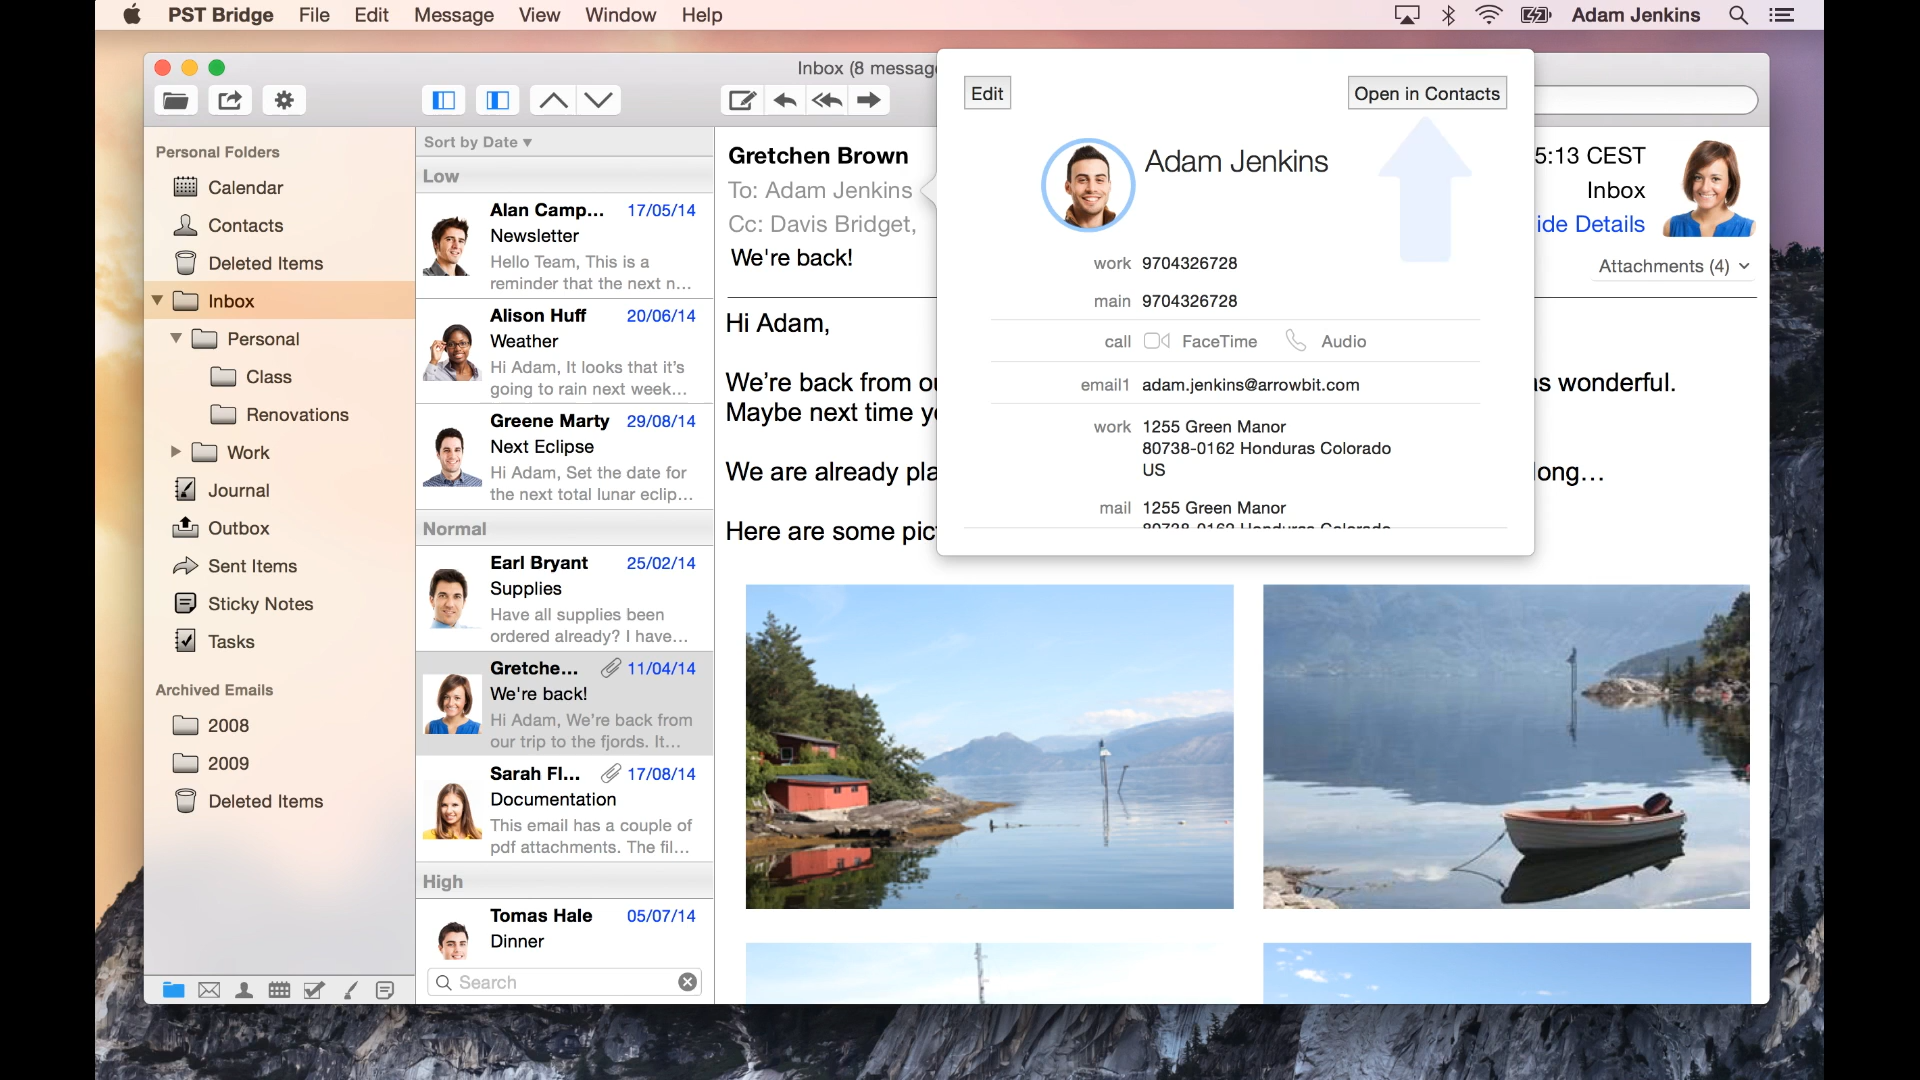 PST Bridge File Edit Message View Window Help Adam Jenkins
Inbox (8 messag
Personal Folders
Calendar
Contacts
Deleted Items
Inbox
Personal
Class
Renovations
Work
Journal
Outbox
Sent Items
Sticky Notes
Tasks
Archived Emails
2008
2009
Deleted Items
Sort by Date ▾
Low
Alan Camp... 17/05/14
Newsletter
Hello Team, This is a
reminder that the next n...
Alison Huff 20/06/14
Weather
Hi Adam, It looks that it's
going to rain next week...
Greene Marty 29/08/14
Next Eclipse
Hi Adam, Set the date for
the next total lunar eclip...
Normal
Earl Bryant 25/02/14
Supplies
Have all supplies been
ordered already? I have...
Gretche... 11/04/14
We're back!
Hi Adam, We're back from
our trip to the fjords. It...
Sarah Fl... 17/08/14
Documentation
This email has a couple of
pdf attachments. The fil...
High
Tomas Hale 05/07/14
Dinner
Search
Gretchen Brown
To: Adam Jenkins
Cc: Davis Bridget,
We're back!
5:13 CEST
Inbox
ide Details
Attachments (4)
Hi Adam,
We're back from ou
s wonderful.
Maybe next time y
We are already pla
long...
Here are some pic
Edit
Open in Contacts
Adam Jenkins
work 9704326728
main 9704326728
call FaceTime Audio
email1 adam.jenkins@arrowbit.com
work 1255 Green Manor
80738-0162 Honduras Colorado
US
mail 1255 Green Manor
80738-0162 Honduras Colorado